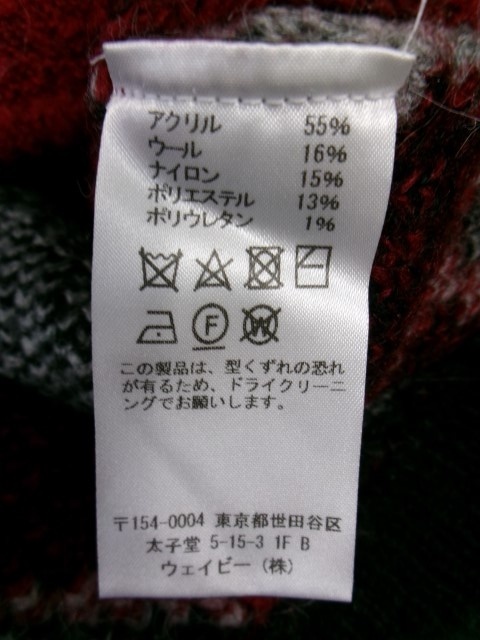 アクリル 55%
ウール 16%
ナイロン 15%
ポリエステル 13%
ポリウレタン 1%
F W
この製品は、型くずれの恐れ
が有るため、ドライクリーニ
ングでお願いします。
〒154-0004 東京都世田谷区
太子堂 5-15-3 1F B
ウェイビー（株）